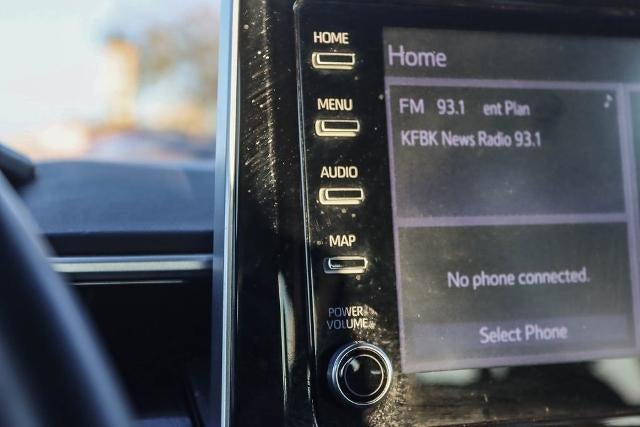 HOME
MENU
AUDIO
MAP
POWER
VOLUME
Home
FM 93.1 ent Plan
KFBK News Radio 93.1
No phone connected.
Select Phone